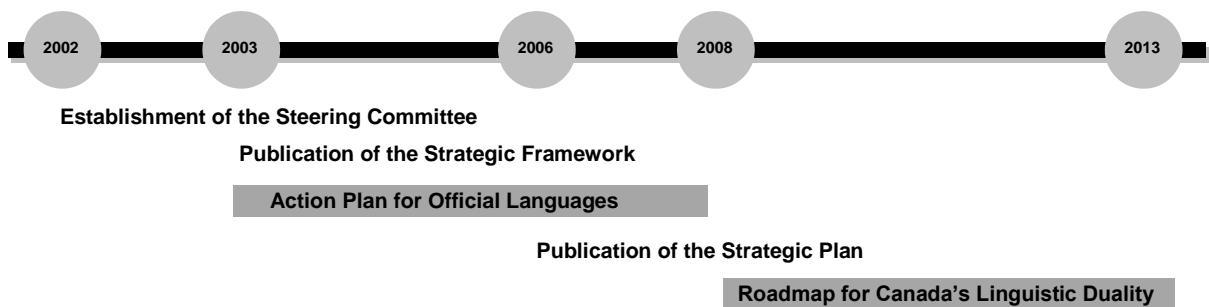 2002 2003 2006 2008 2013
Establishment of the Steering Committee
Publication of the Strategic Framework
Action Plan for Official Languages
Publication of the Strategic Plan
Roadmap for Canada’s Linguistic Duality